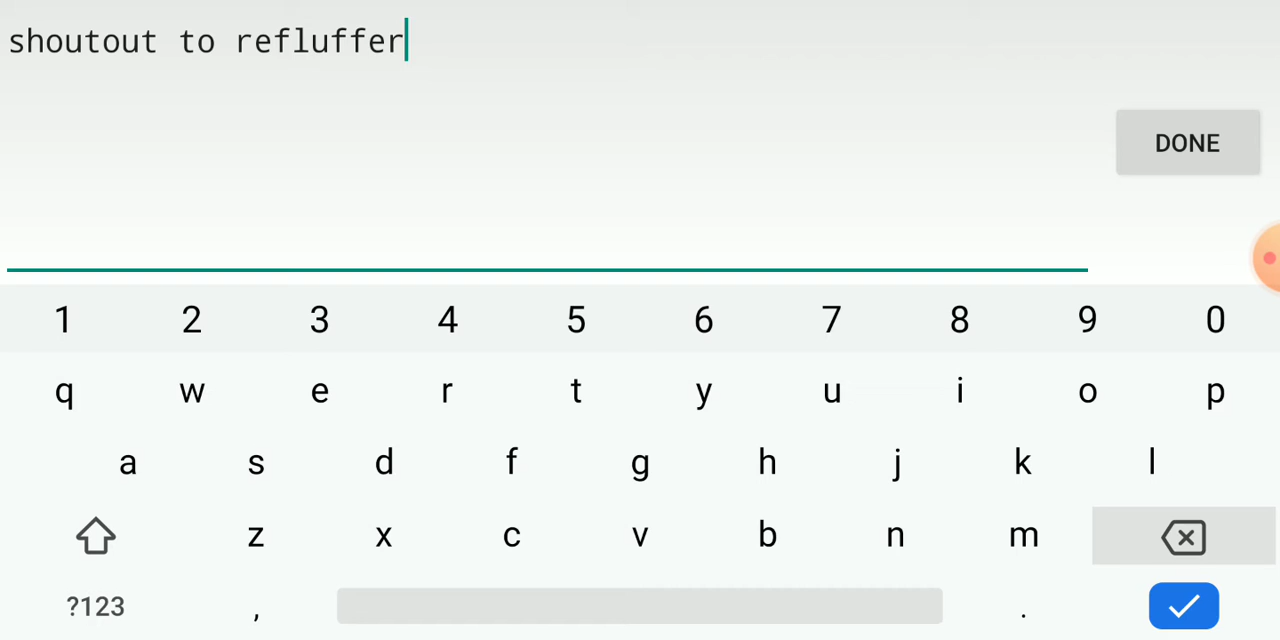 shoutout to refluffer
DONE
1 2 3 4 5 6 7 8 9 0
q w e r t y u i o p
a s d f g h j k l
z x c v b n m
?123 , .